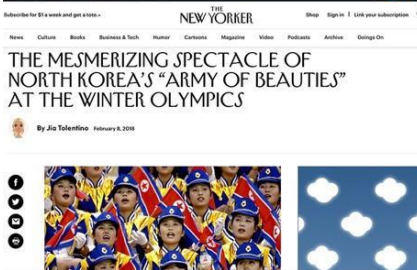 Subscribe for $1 a week and get a tote. »
THE
NEW YORKER
Shop Sign in Link your subscription
News Culture Books Business & Tech Humor Cartoons Magazine Video Podcasts Archive Goings On
THE MESMERIZING SPECTACLE OF
NORTH KOREA'S “ARMY OF BEAUTIES”
AT THE WINTER OLYMPICS
By Jia Tolentino February 8, 2018